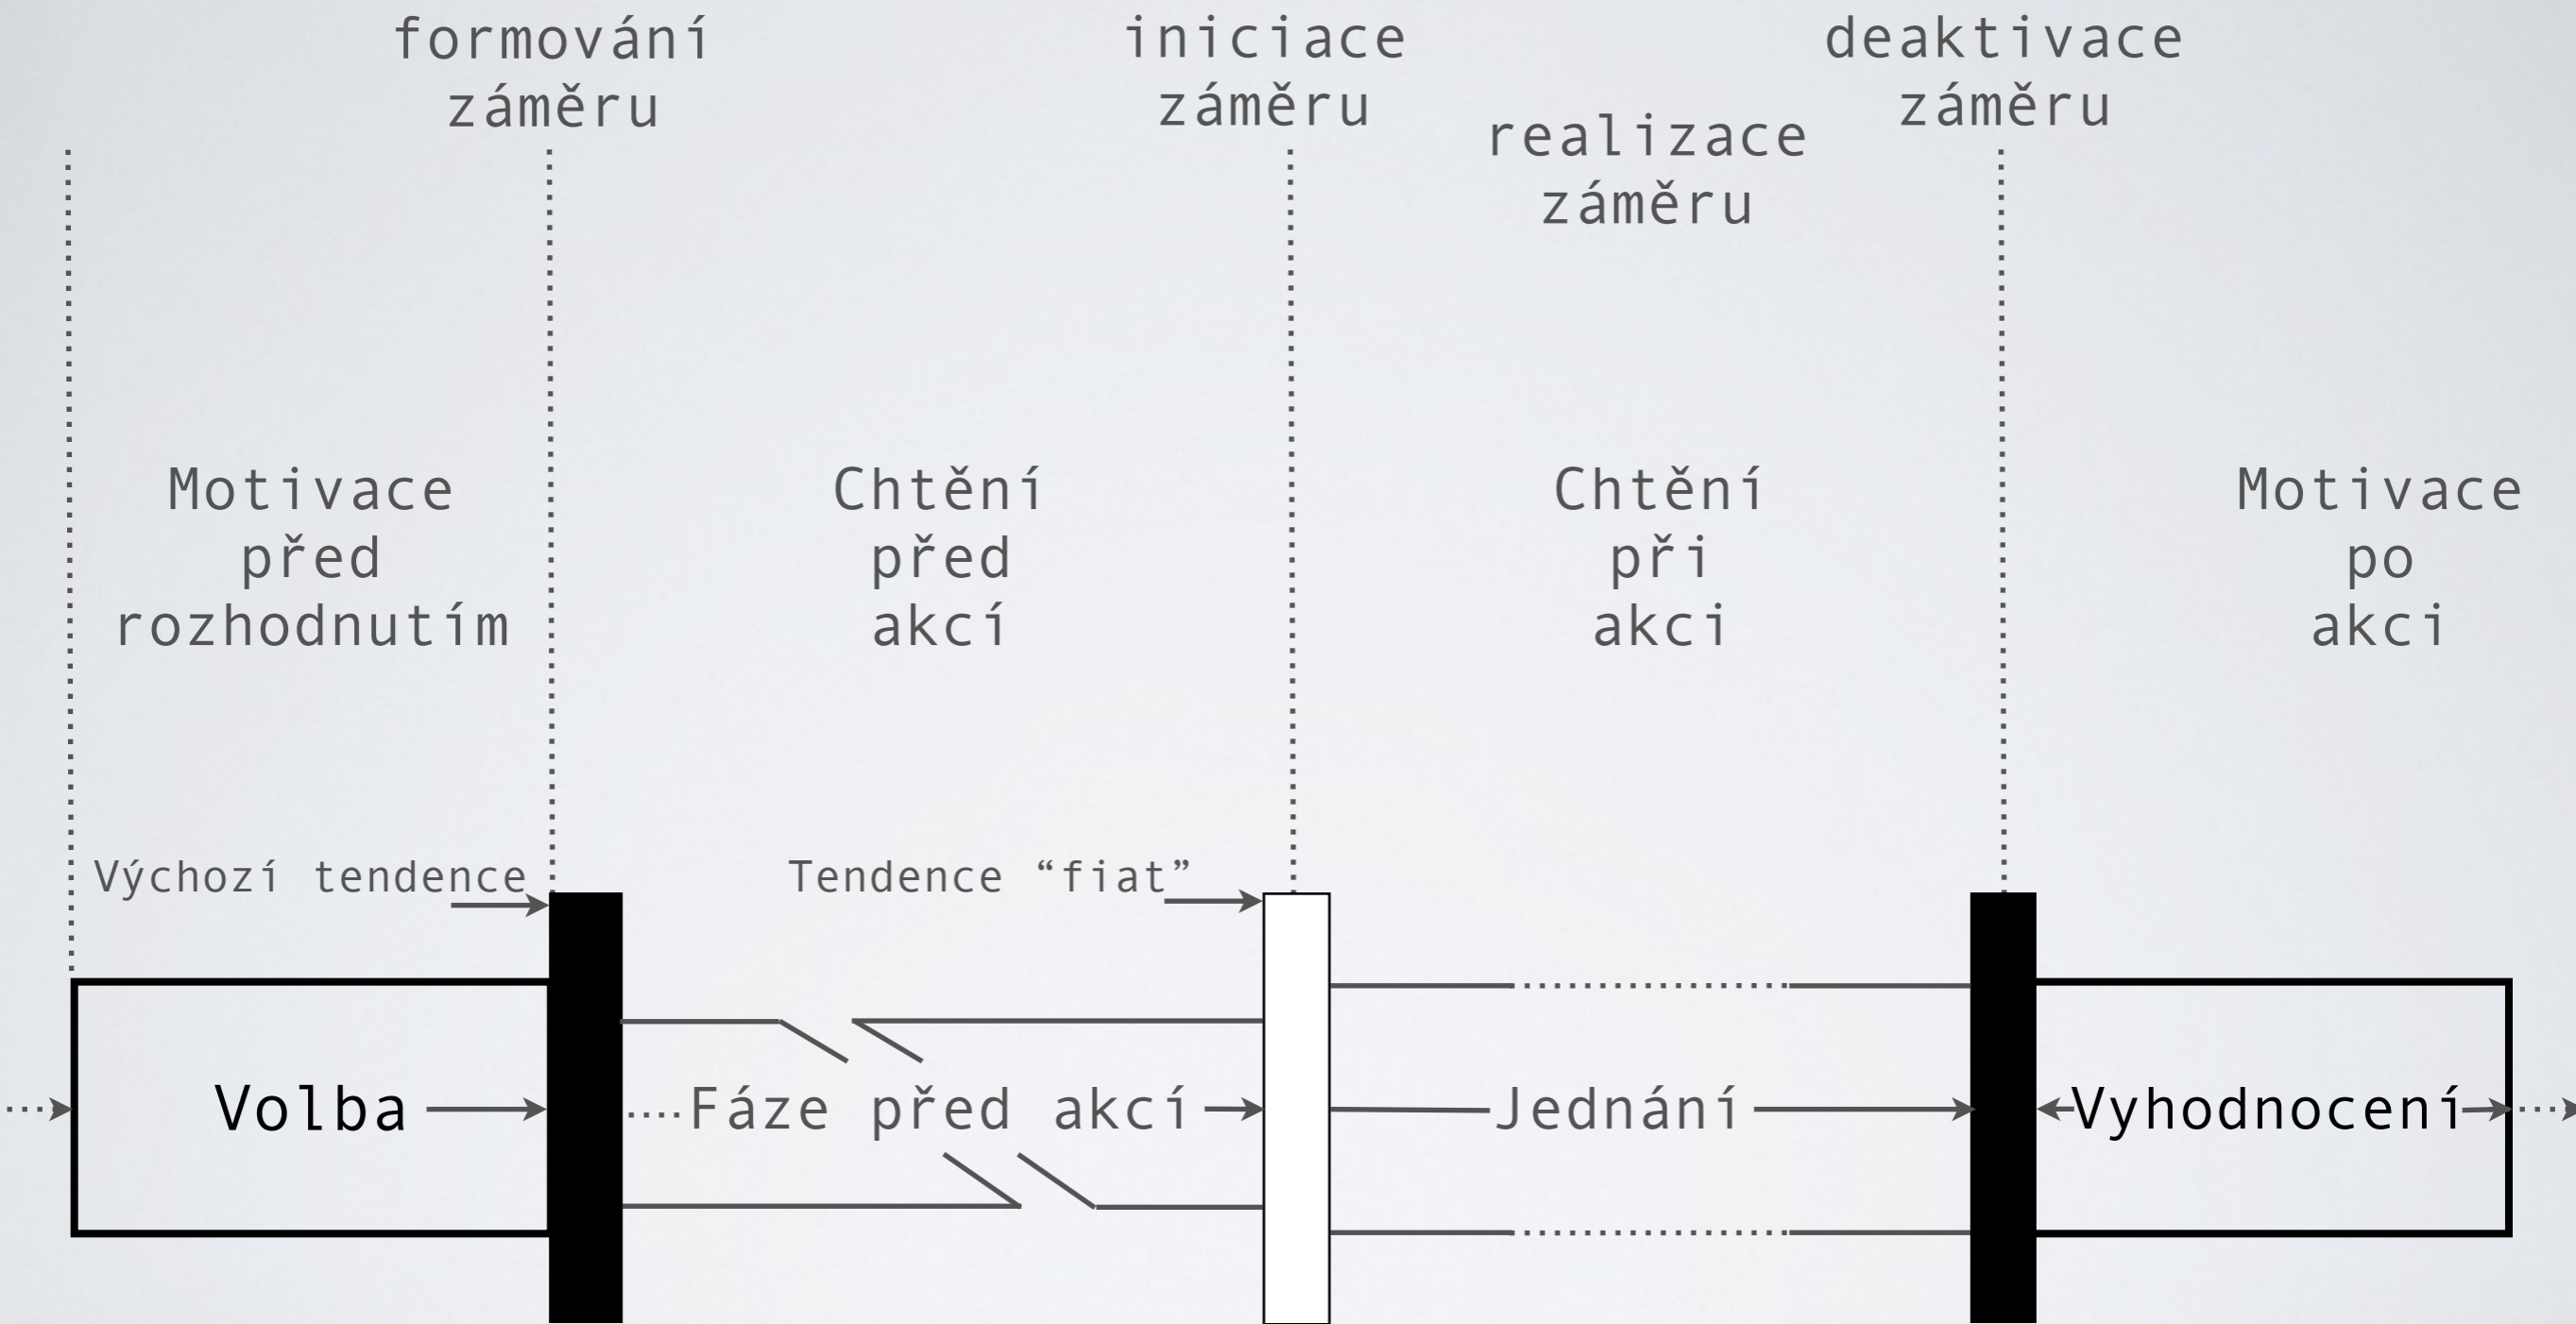 formování
záměru
iniciace
záměru
realizace
záměru
deaktivace
záměru
Motivace
před
rozhodnutím
Chtění
před
akcí
Chtění
při
akci
Motivace
po
akci
Výchozí tendence
Tendence “fiat”
Volba
Fáze před akcí
Jednání
Vyhodnocení